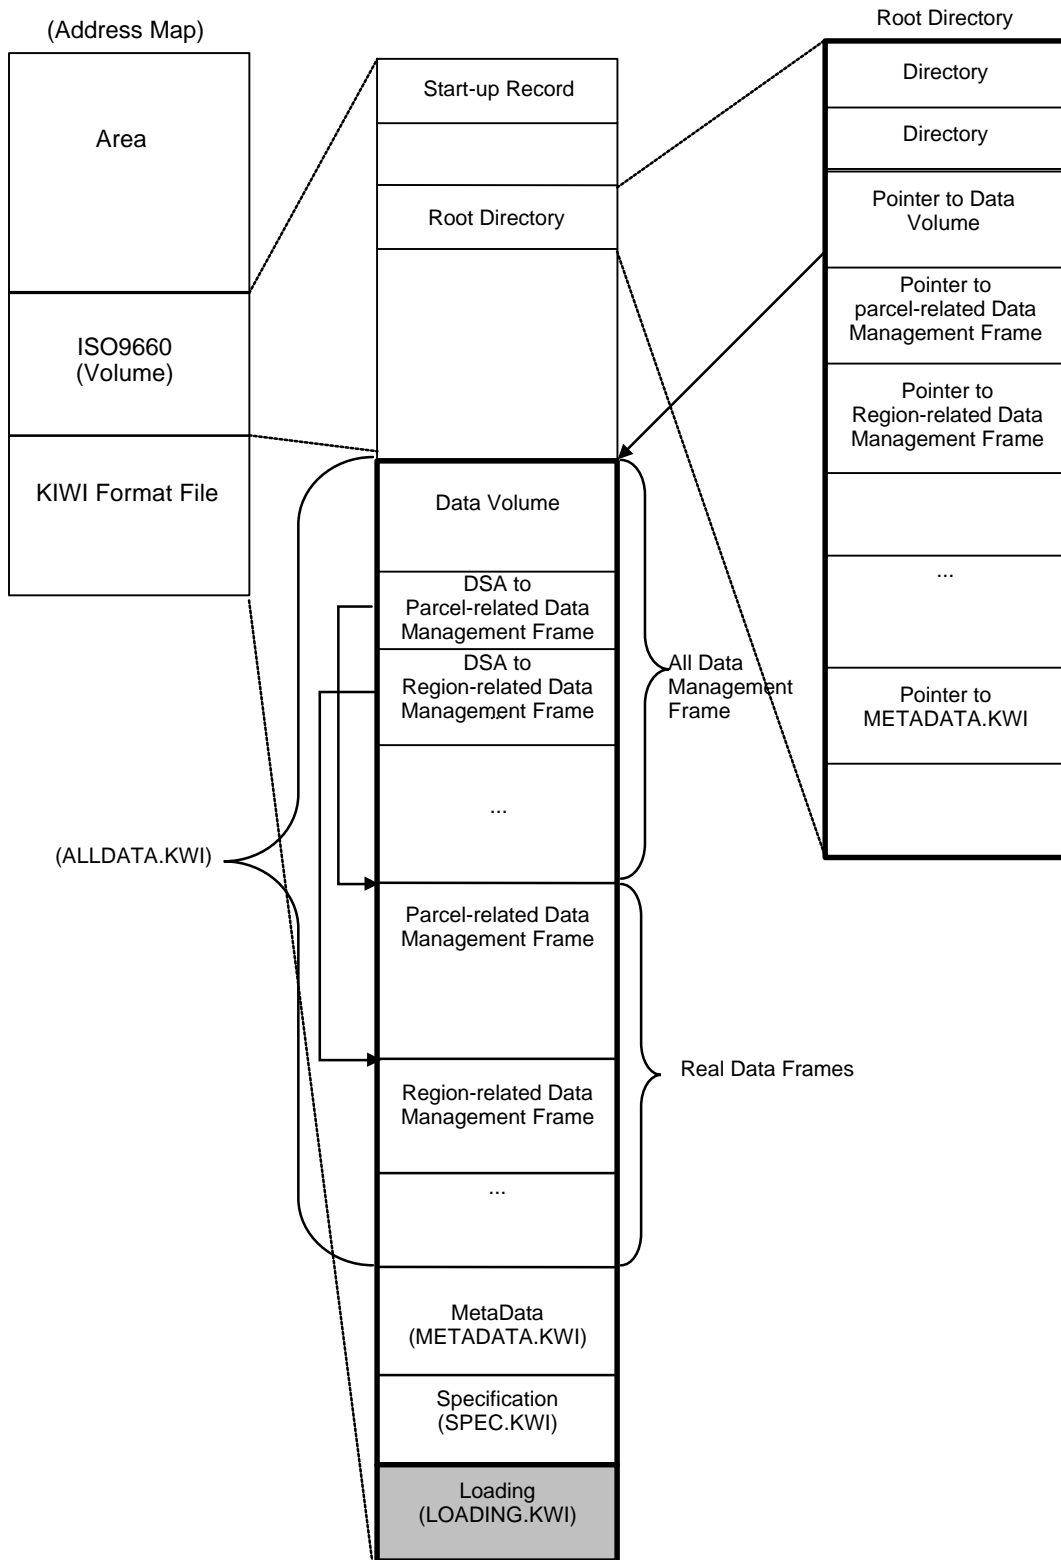 (Address Map)
Area
ISO9660
(Volume)
KIWI Format File
Start-up Record
Root Directory
Root Directory
Directory
Directory
Pointer to Data
Volume
Pointer to
parcel-related Data
Management Frame
Pointer to
Region-related Data
Management Frame
...
Pointer to
METADATA.KWI
Data Volume
DSA to
Parcel-related Data
Management Frame
DSA to
Region-related Data
Management Frame
...
...
All Data
Management
Frame
(ALLDATA.KWI)
Parcel-related Data
Management Frame
Region-related Data
Management Frame
...
Real Data Frames
MetaData
(METADATA.KWI)
Specification
(SPEC.KWI)
Loading
(LOADING.KWI)